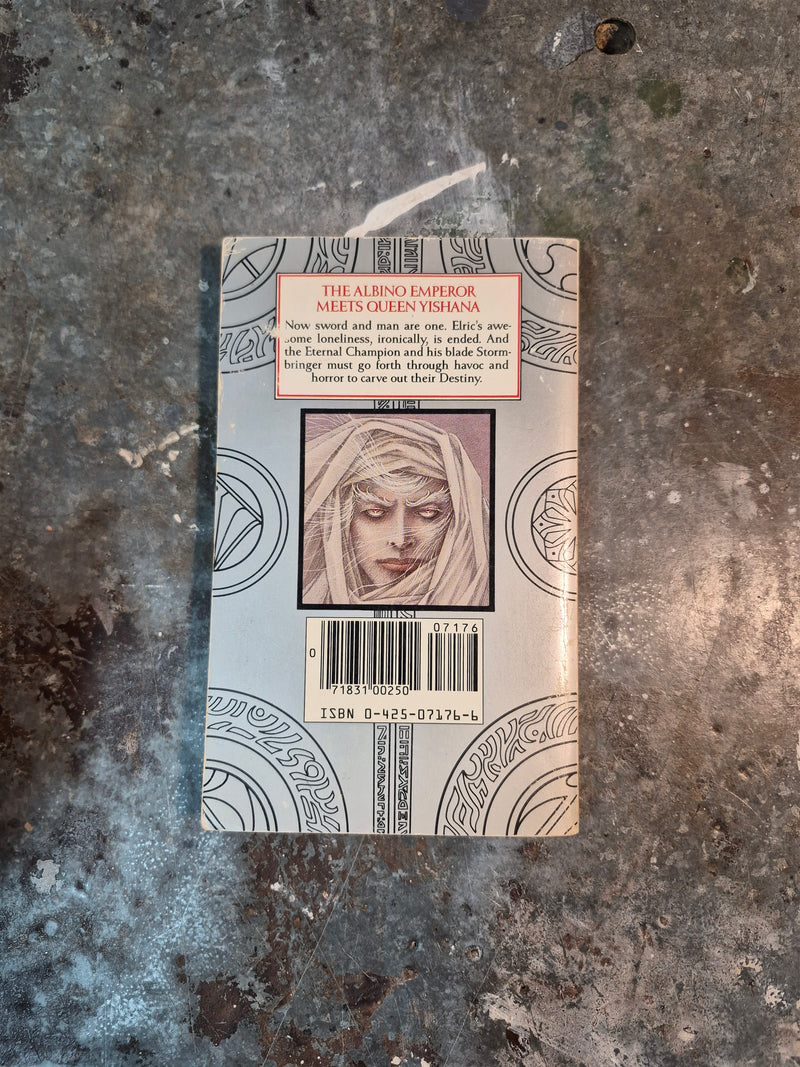 THE ALBINO EMPEROR
MEETS QUEEN YISHANA
Now sword and man are one. Elric's awe-
some loneliness, ironically, is ended. And
the Eternal Champion and his blade Storm-
bringer must go forth through havoc and
horror to carve out their Destiny.
07176
0
71831 00250
ISBN 0-425-07176-6